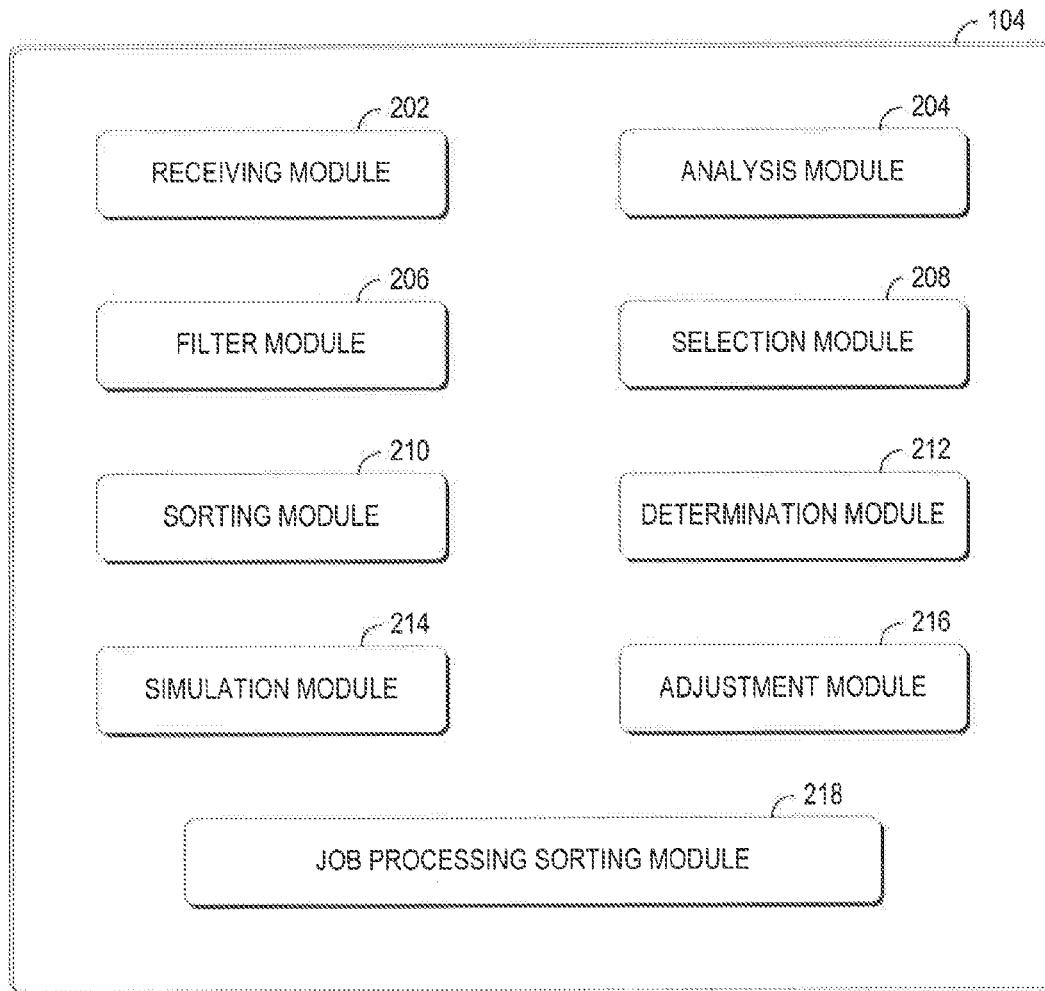 104
202
204
RECEIVING MODULE
ANALYSIS MODULE
206
208
FILTER MODULE
SELECTION MODULE
210
212
SORTING MODULE
DETERMINATION MODULE
214
216
SIMULATION MODULE
ADJUSTMENT MODULE
218
JOB PROCESSING SORTING MODULE